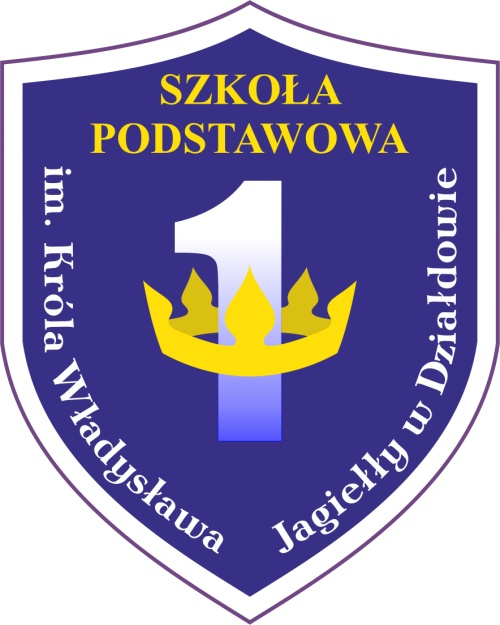 SZKOŁA
PODSTAWOWA
1
im. Króla Władysława
Jagiełły w Działdowie